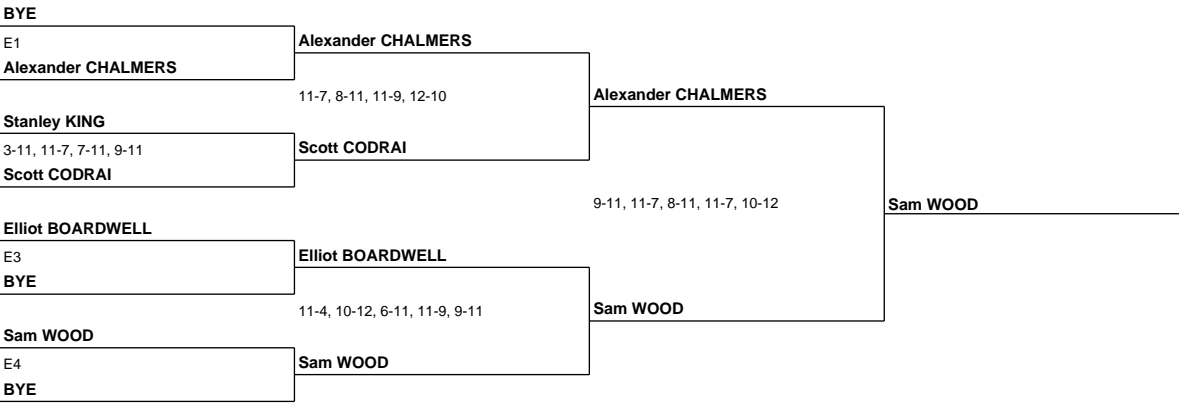 BYE
E1
Alexander CHALMERS
Alexander CHALMERS
11-7, 8-11, 11-9, 12-10
Alexander CHALMERS
Stanley KING
3-11, 11-7, 7-11, 9-11
Scott CODRAI
Scott CODRAI
9-11, 11-7, 8-11, 11-7, 10-12
Sam WOOD
Elliot BOARDWELL
E3
BYE
Elliot BOARDWELL
11-4, 10-12, 6-11, 11-9, 9-11
Sam WOOD
Sam WOOD
E4
BYE
Sam WOOD